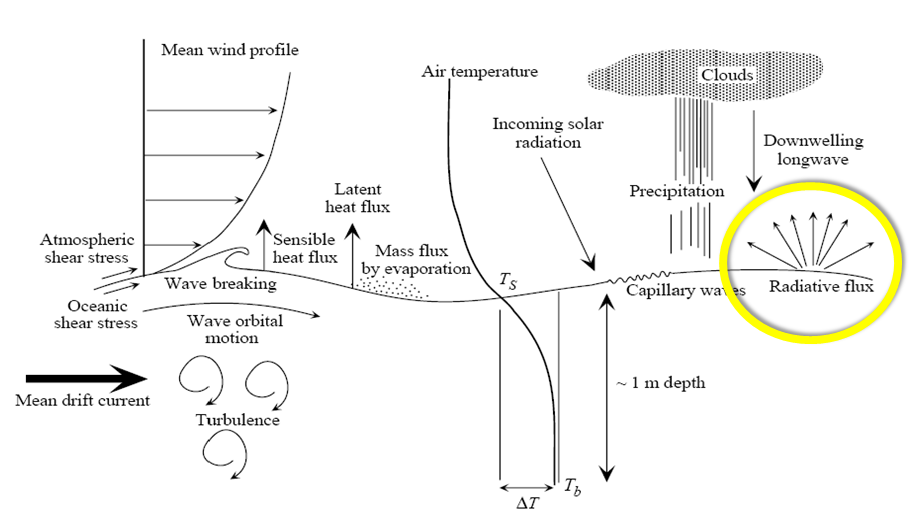 Mean wind profile
Air temperature
Clouds
Incoming solar
radiation
Downwelling
longwave
Precipitation
Latent
heat flux
Atmospheric
shear stress
Sensible
heat flux
Mass flux
by evaporation
Wave breaking
T_S
Capillary waves
Radiative flux
Oceanic
shear stress
Wave orbital
motion
~ 1 m depth
Mean drift current
Turbulence
T_b
ΔT